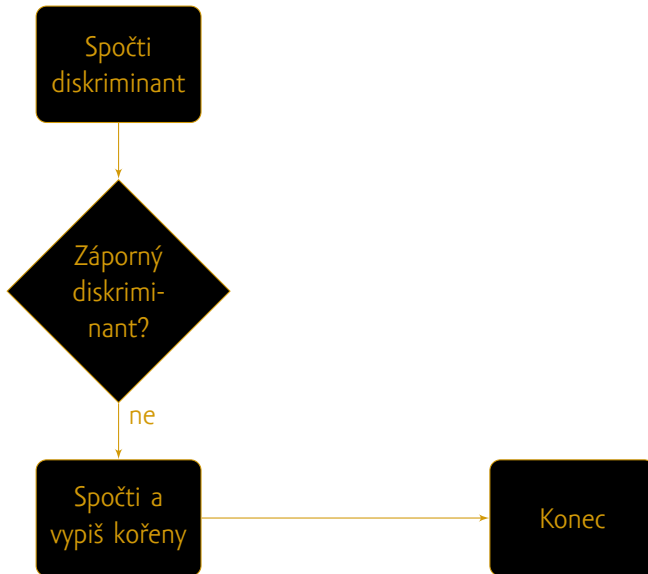 Spočti
diskriminant
Záporný
diskrimi-
nant?
ne
Spočti a
vypiš kořeny
Konec